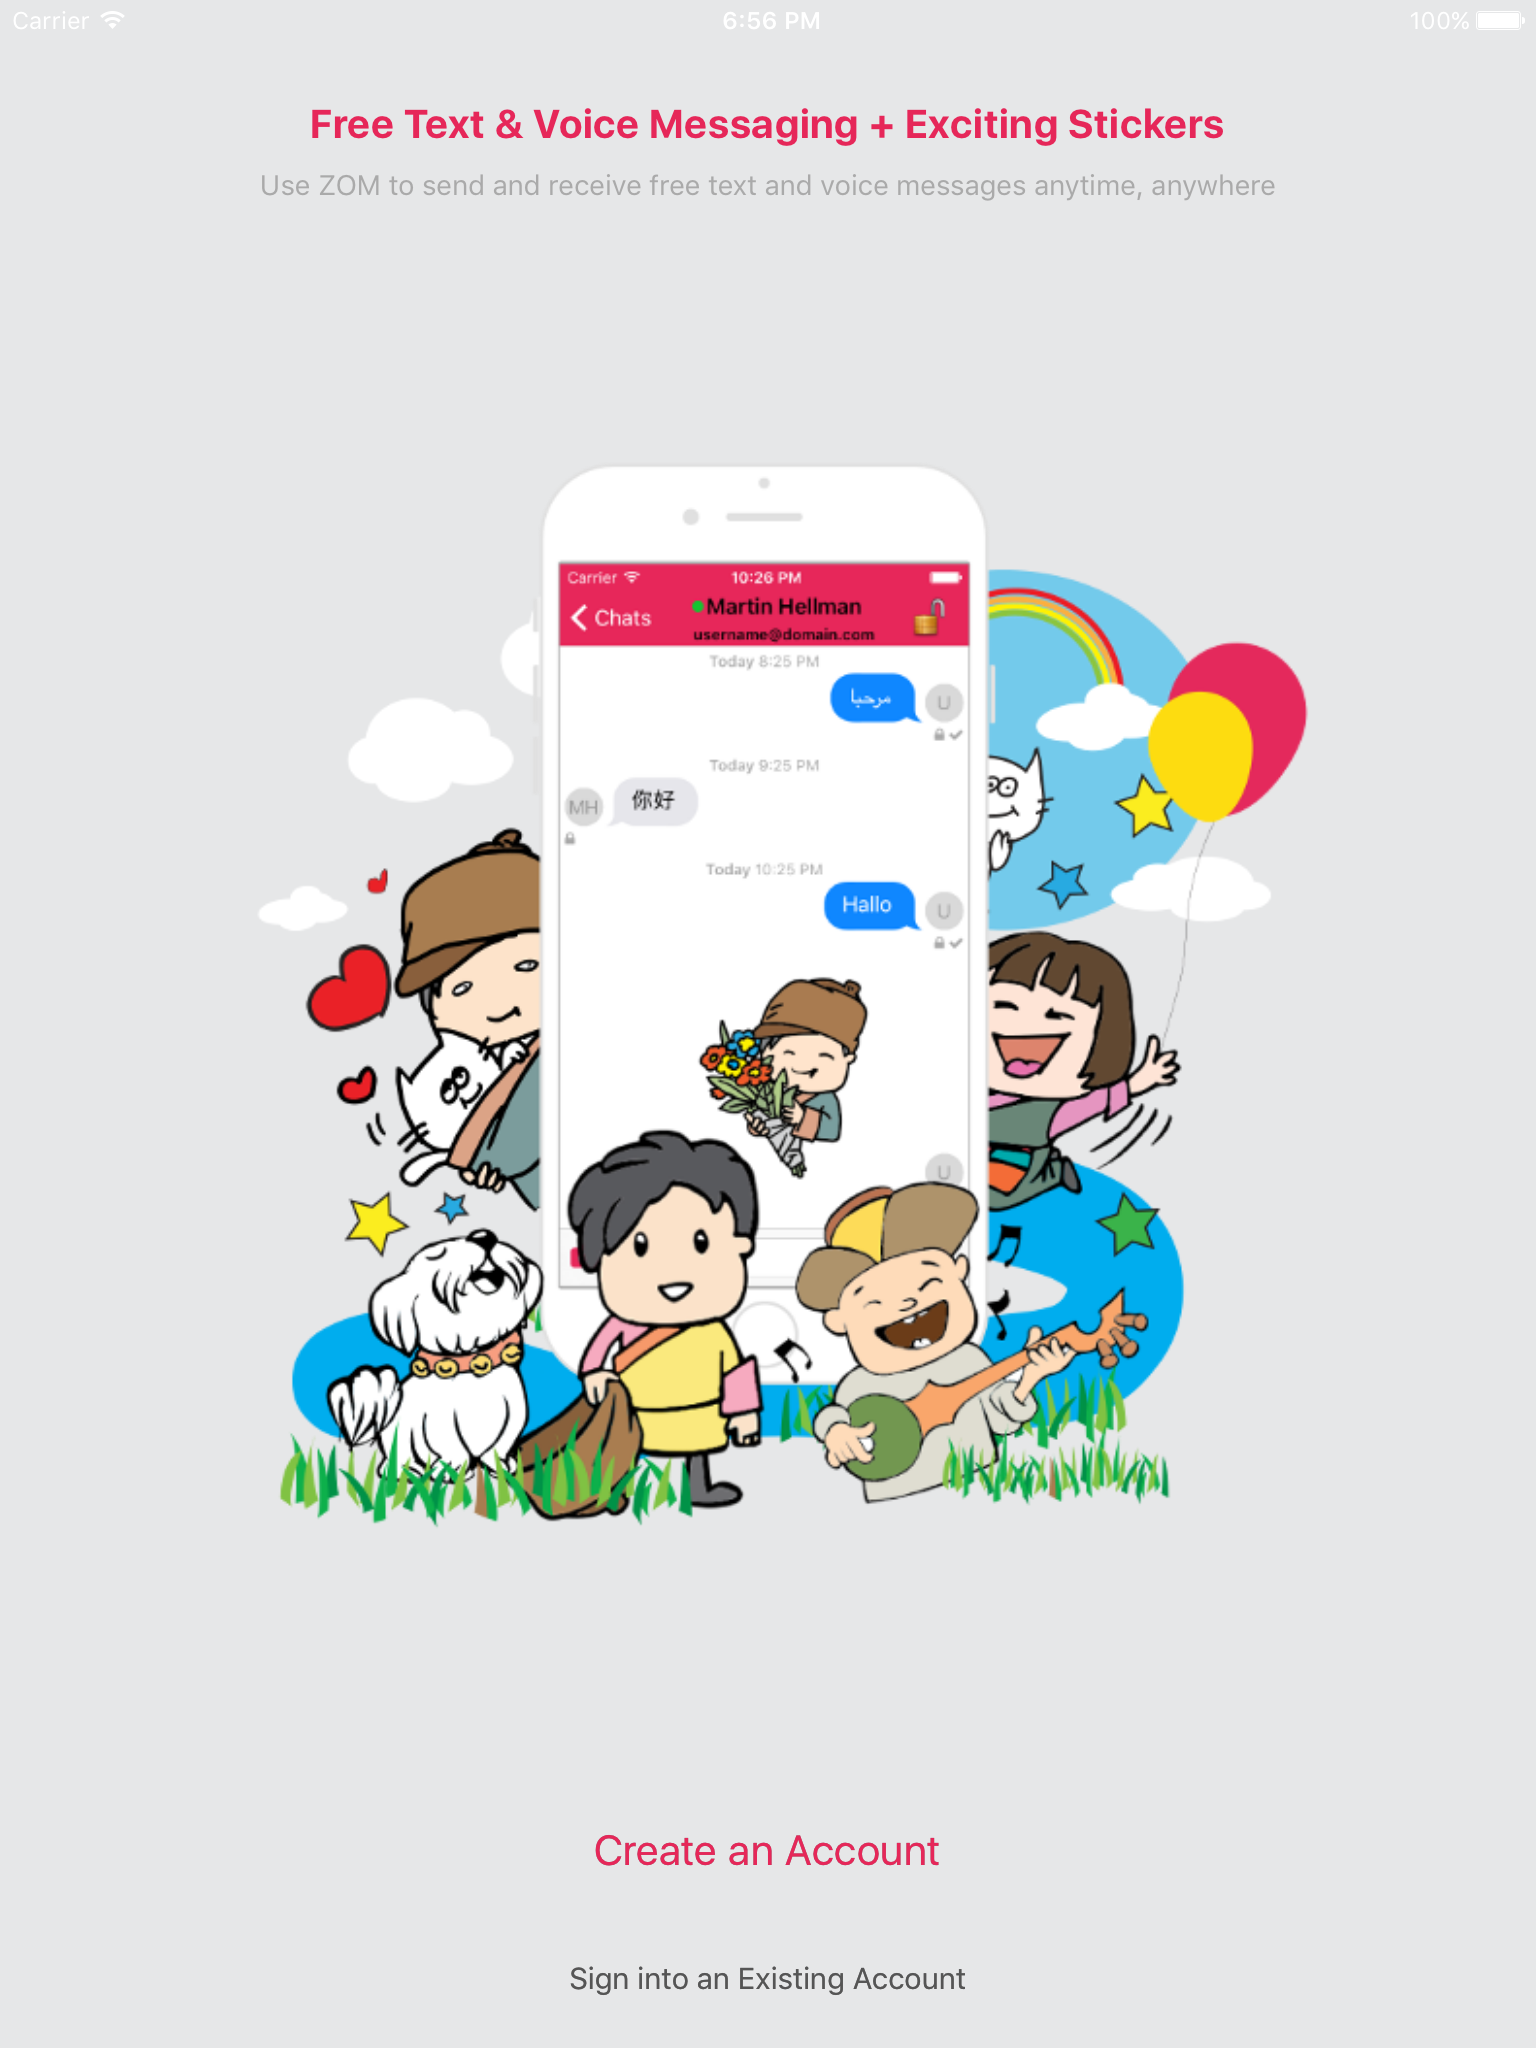 Carrier 6:56 PM 100%
Free Text & Voice Messaging + Exciting Stickers
Use ZOM to send and receive free text and voice messages anytime, anywhere
Carrier 10:26 PM
Chats
Martin Hellman
username@domain.com
Today 8:25 PM
مرحبا
U
Today 9:25 PM
MH
你好
Today 10:25 PM
Hallo
U
U
Create an Account
Sign into an Existing Account